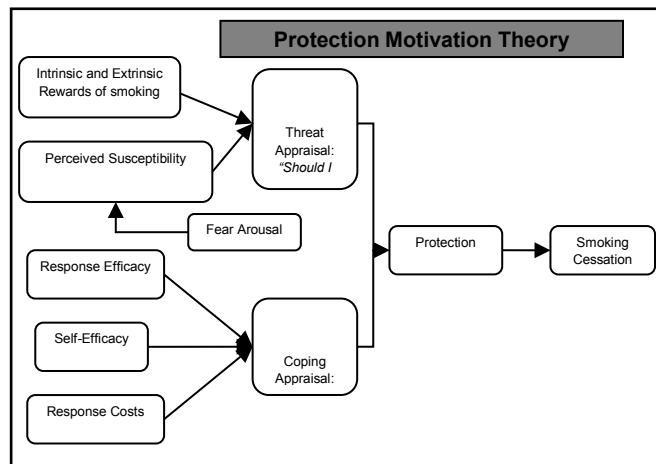 Protection Motivation Theory
Intrinsic and Extrinsic
Rewards of smoking
Threat
Appraisal:
"Should I
Perceived Susceptibility
Fear Arousal
Protection
Smoking
Cessation
Response Efficacy
Self-Efficacy
Coping
Appraisal:
Response Costs